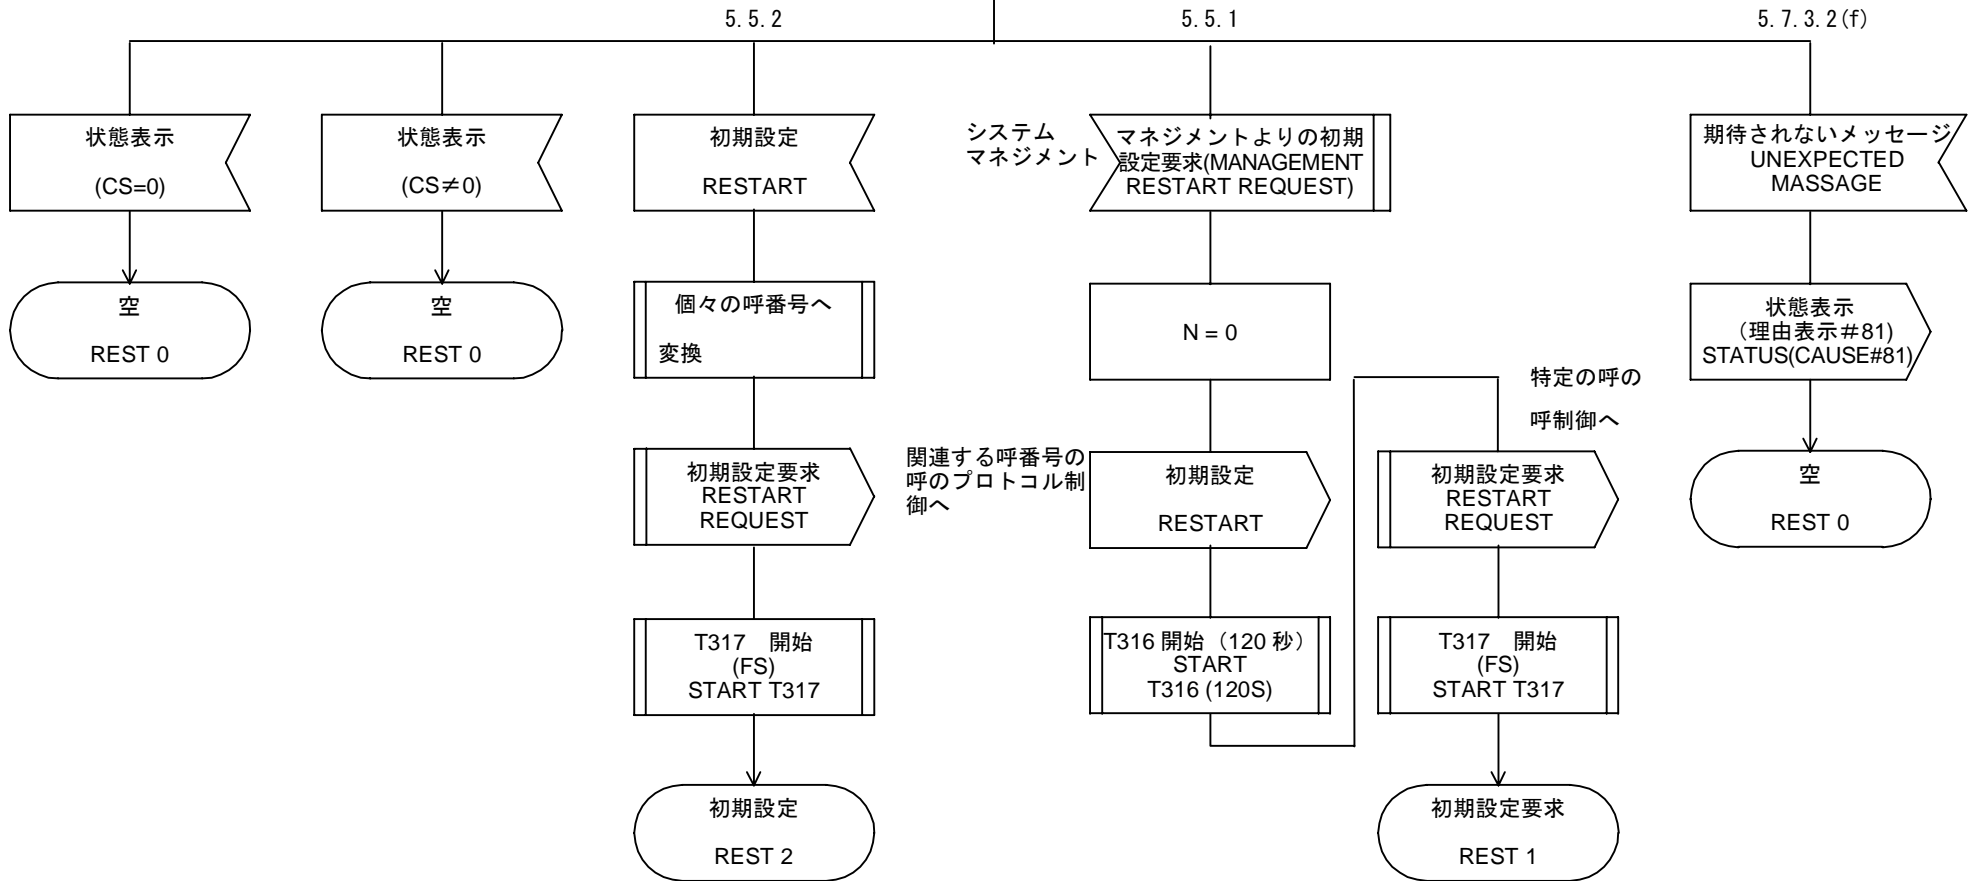 5.5.2
5.5.1
5.7.3.2(f)
状態表示
(CS=0)
空
REST 0
状態表示
(CS≠0)
空
REST 0
初期設定
RESTART
個々の呼番号へ
変換
初期設定要求
RESTART
REQUEST
関連する呼番号の
呼のプロトコル制
御へ
T317 開始
(FS)
START T317
初期設定
REST 2
システム
マネジメント
マネジメントよりの初期
設定要求(MANAGEMENT
RESTART REQUEST)
N = 0
初期設定
RESTART
T316 開始（120 秒）
START
T316 (120S)
特定の呼の
呼制御へ
初期設定要求
RESTART
REQUEST
T317 開始
(FS)
START T317
初期設定要求
REST 1
期待されないメッセージ
UNEXPECTED
MASSAGE
状態表示
（理由表示＃81)
STATUS(CAUSE#81)
空
REST 0